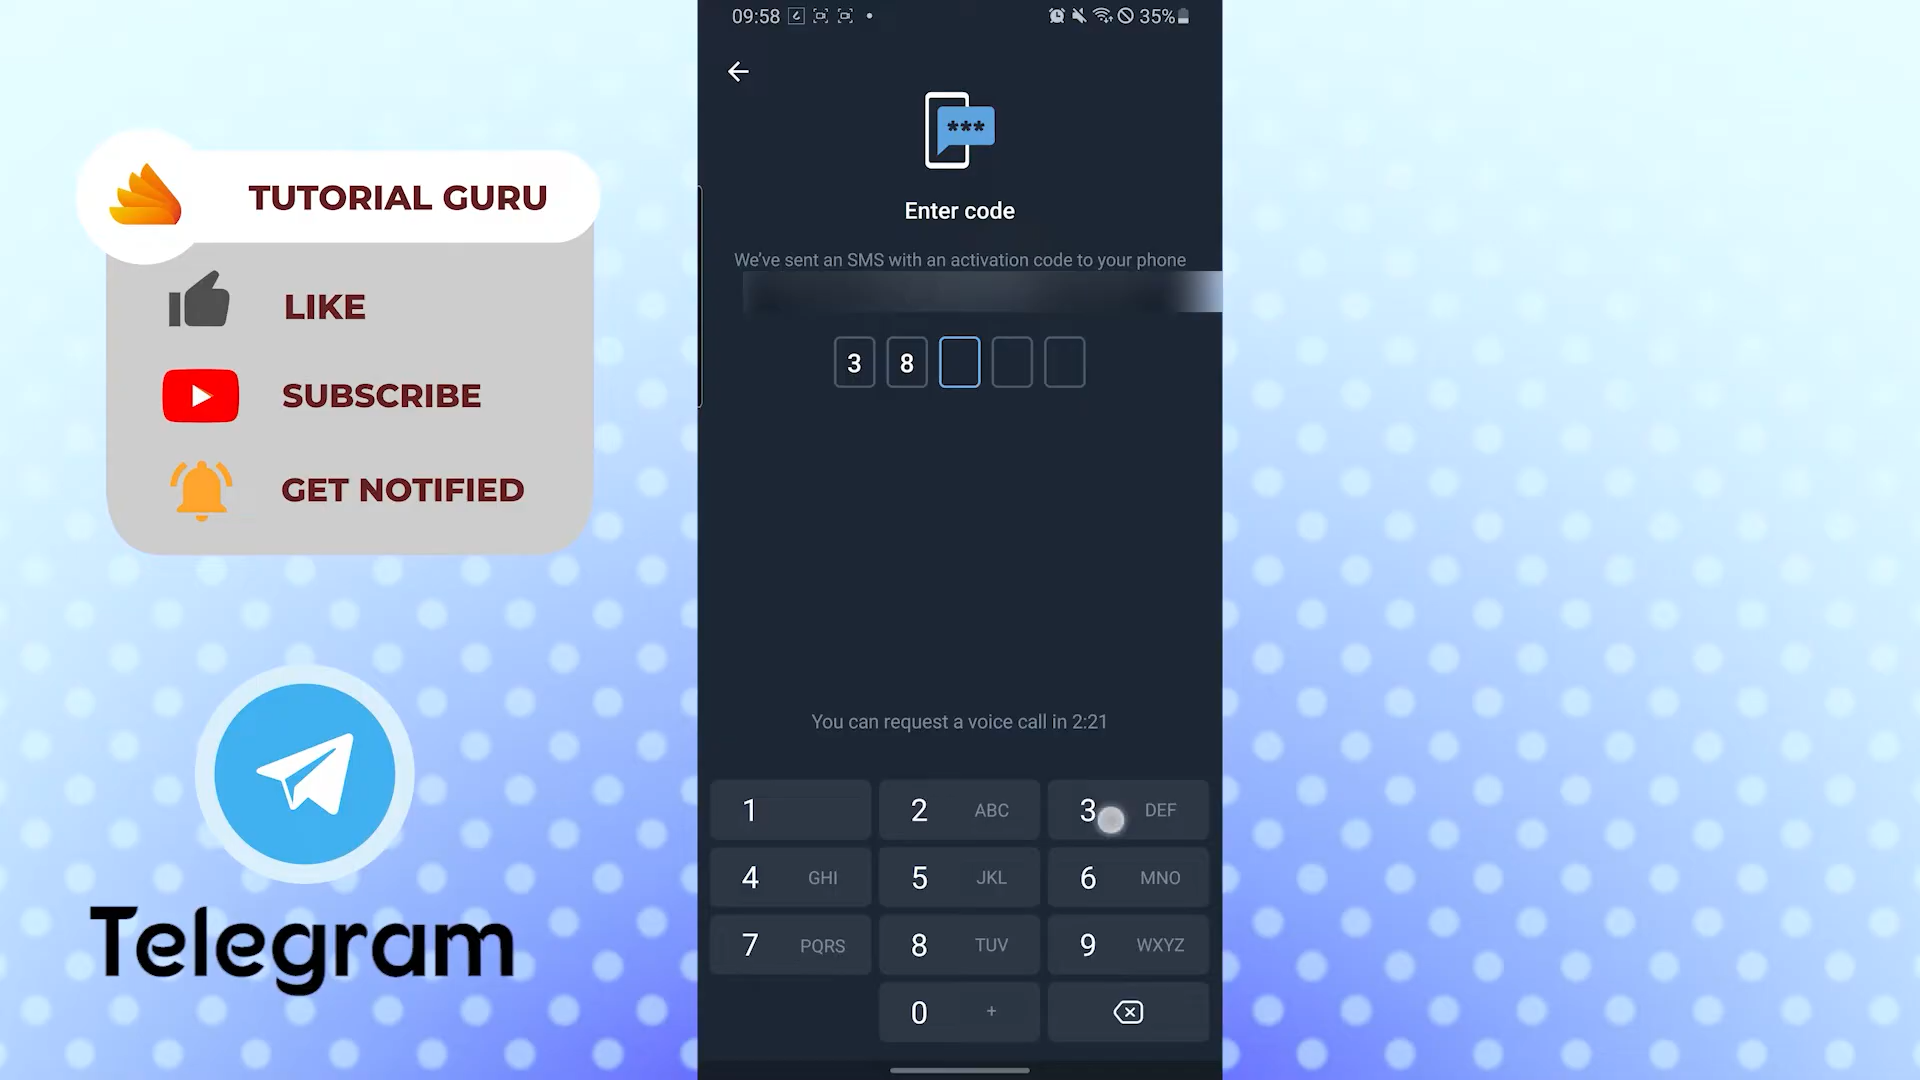 TUTORIAL GURU
LIKE
SUBSCRIBE
GET NOTIFIED
Telegram
09:58
35%
***
Enter code
We've sent an SMS with an activation code to your phone
3 8
You can request a voice call in 2:21
1
2 ABC
3 DEF
4 GHI
5 JKL
6 MNO
7 PQRS
8 TUV
9 WXYZ
0 +